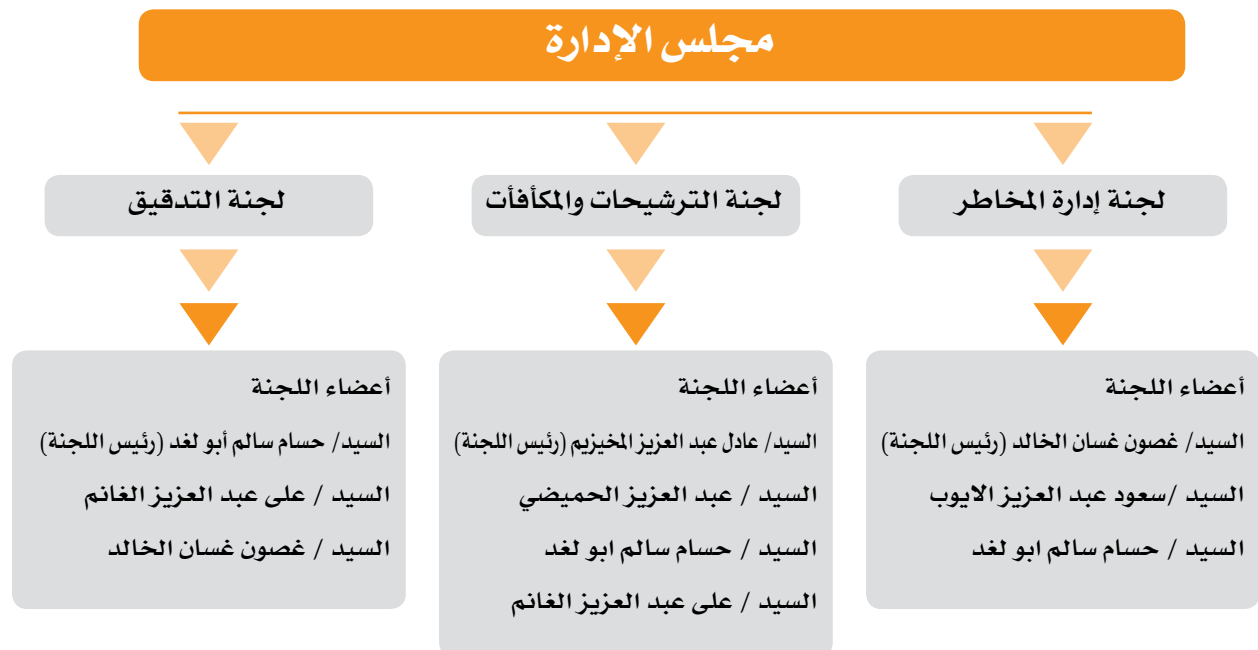 مجلس الإدارة
لجنة إدارة المخاطر
لجنة الترشيحات والمكأفأت
لجنة التدقيق
أعضاء اللجنة
السيد/ غصون غسان الخالد (رئيس اللجنة)
السيد /سعود عبد العزيز الايوب
السيد / حسام سالم ابو لغد
أعضاء اللجنة
السيد/ عادل عبد العزيز المخيزيم (رئيس اللجنة)
السيد / عبد العزيز الحميضي
السيد / حسام سالم ابو لغد
السيد / على عبد العزيز الغانم
أعضاء اللجنة
السيد/ حسام سالم أبو لغد (رئيس اللجنة)
السيد / على عبد العزيز الغانم
السيد / غصون غسان الخالد